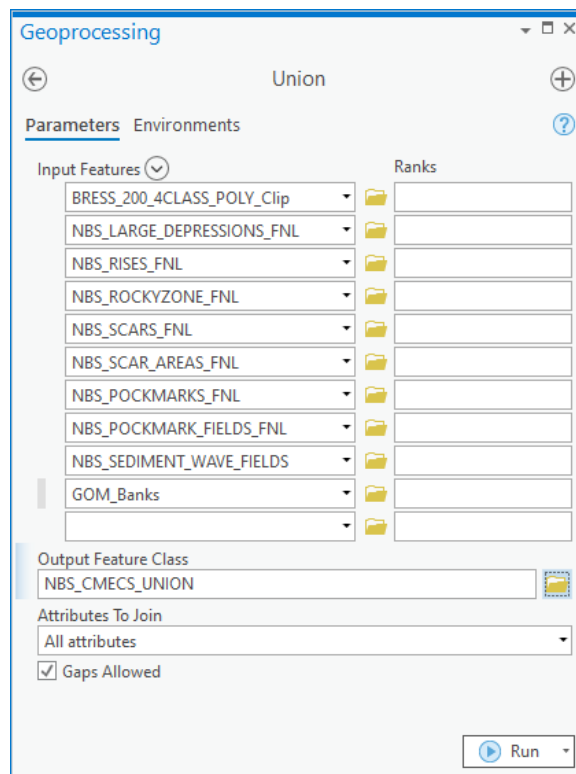 Geoprocessing
Union
Parameters Environments
Input Features Ranks
BRESS_200_4CLASS_POLY_Clip
NBS_LARGE_DEPRESSIONS_FNL
NBS_RISES_FNL
NBS_ROCKYZONE_FNL
NBS_SCARS_FNL
NBS_SCAR_AREAS_FNL
NBS_POCKMARKS_FNL
NBS_POCKMARK_FIELDS_FNL
NBS_SEDIMENT_WAVE_FIELDS
GOM_Banks
Output Feature Class
NBS_CMECS_UNION
Attributes To Join
All attributes
Gaps Allowed
Run